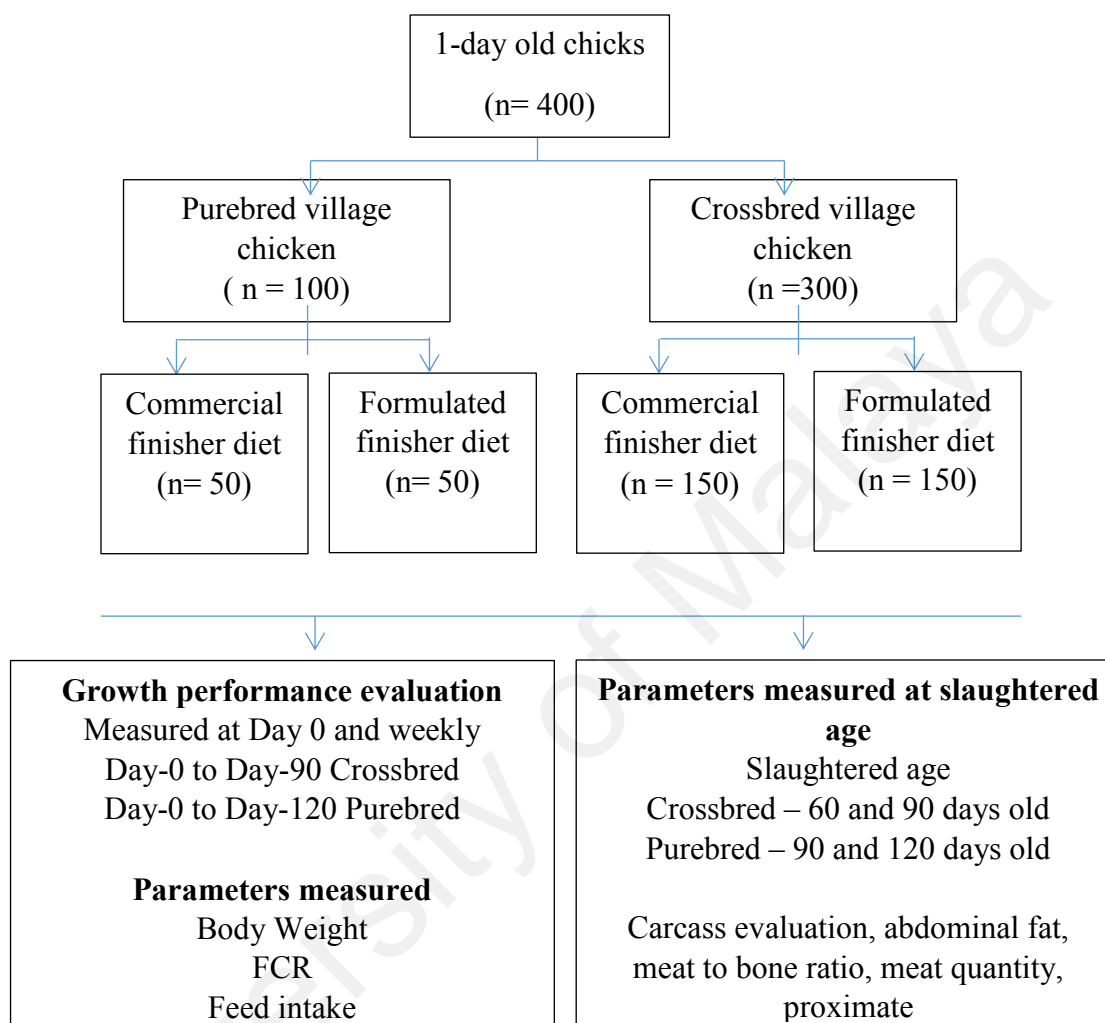 1-day old chicks
(n= 400)
Purebred village
chicken
( n = 100)
Crossbred village
chicken
(n =300)
Commercial
finisher diet
(n= 50)
Formulated
finisher diet
(n= 50)
Commercial
finisher diet
(n = 150)
Formulated
finisher diet
(n = 150)
Growth performance evaluation
Measured at Day 0 and weekly
Day-0 to Day-90 Crossbred
Day-0 to Day-120 Purebred
Parameters measured
Body Weight
FCR
Feed intake
Parameters measured at slaughtered
age
Slaughtered age
Crossbred – 60 and 90 days old
Purebred – 90 and 120 days old
Carcass evaluation, abdominal fat,
meat to bone ratio, meat quantity,
proximate
ersity of Malaya